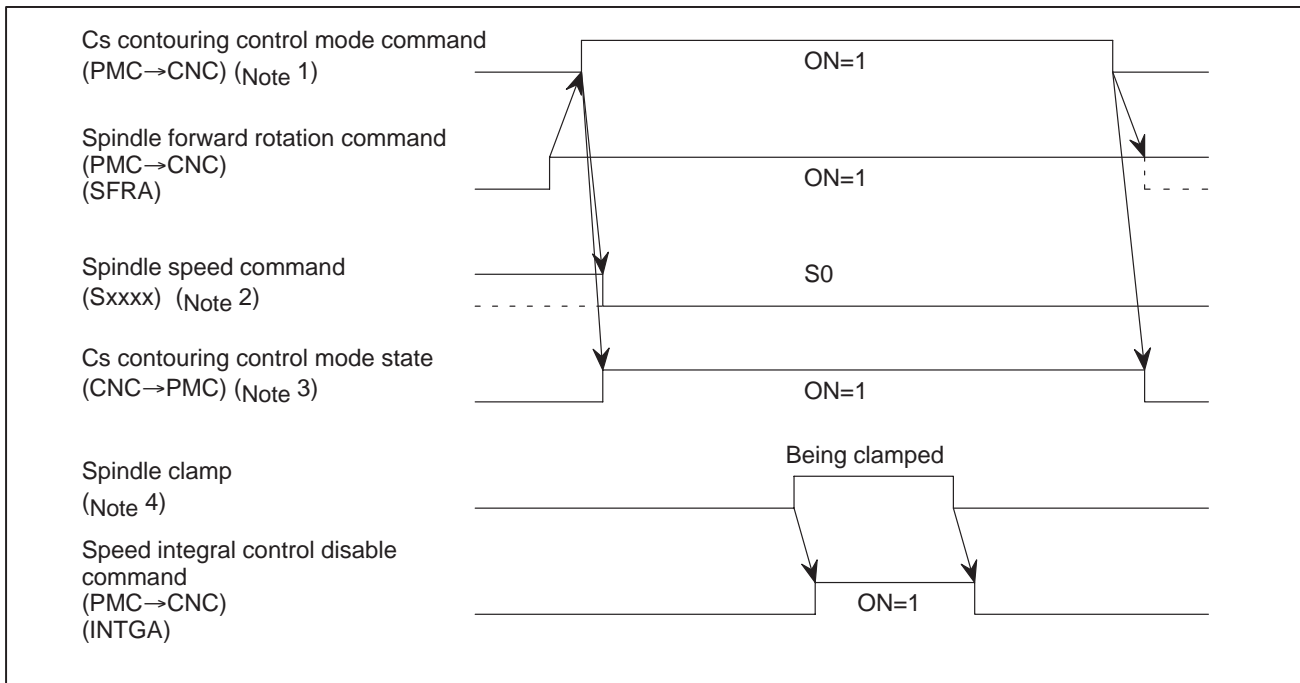 Cs contouring control mode command
(PMC→CNC) (Note 1)
ON=1
Spindle forward rotation command
(PMC→CNC)
(SFRA)
ON=1
Spindle speed command
(Sxxxx) (Note 2)
S0
Cs contouring control mode state
(CNC→PMC) (Note 3)
ON=1
Spindle clamp
(Note 4)
Being clamped
Speed integral control disable
command
(PMC→CNC)
(INTGA)
ON=1